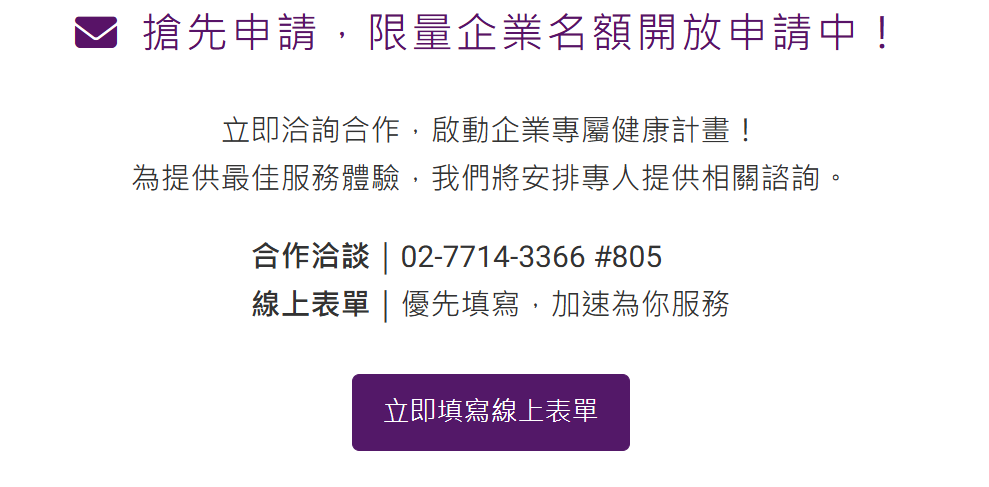 搶先申請，限量企業名額開放申請中！
立即洽詢合作，啟動企業專屬健康計畫！
為提供最佳服務體驗，我們將安排專人提供相關諮詢。
合作洽談｜02-7714-3366 #805
線上表單｜優先填寫，加速為你服務
立即填寫線上表單